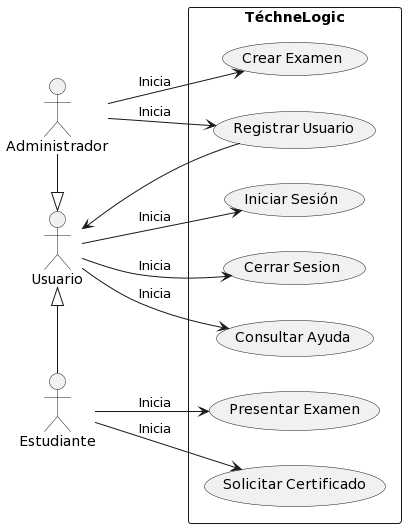 TéchneLogic
Inicia
Crear Examen
Inicia
Administrador
Registrar Usuario
Inicia
Iniciar Sesión
Usuario
Inicia
Cerrar Sesion
Inicia
Consultar Ayuda
Inicia
Presentar Examen
Inicia
Estudiante
Solicitar Certificado